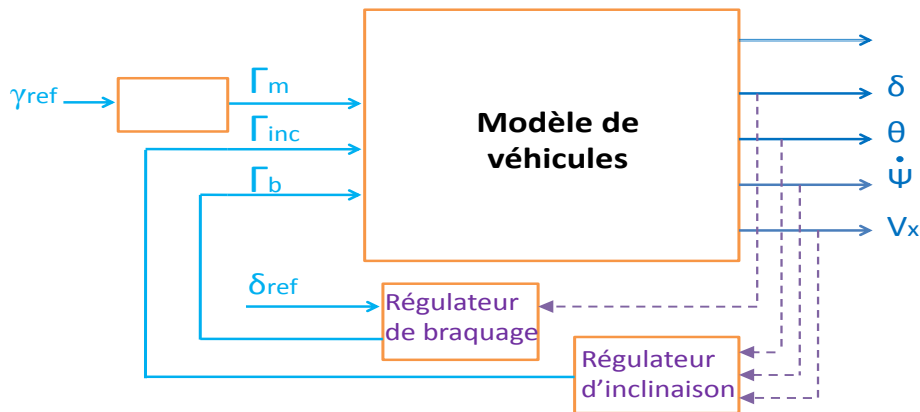 γref
Γm
Γinc
Γb
Modèle de
véhicules
δ
θ
Ψ̇
Vx
δref
Régulateur
de braquage
Régulateur
d’inclinaison